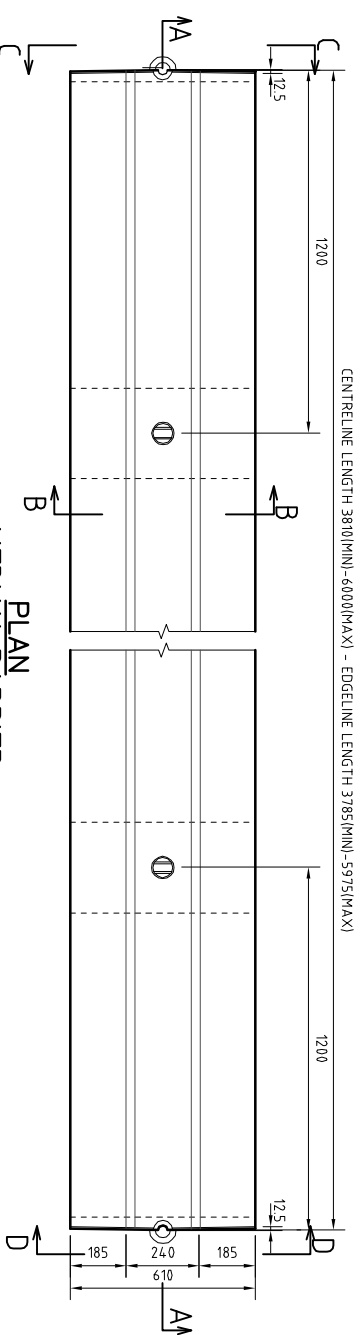 CENTRELINE LENGTH 3810(MIN)-6000(MAX) - EDGELINE LENGTH 3785(MIN)-5975(MAX)
1200
1200
12.5
12.5
C
C
A
A
B
B
D
D
185
240
185
610
PLAN